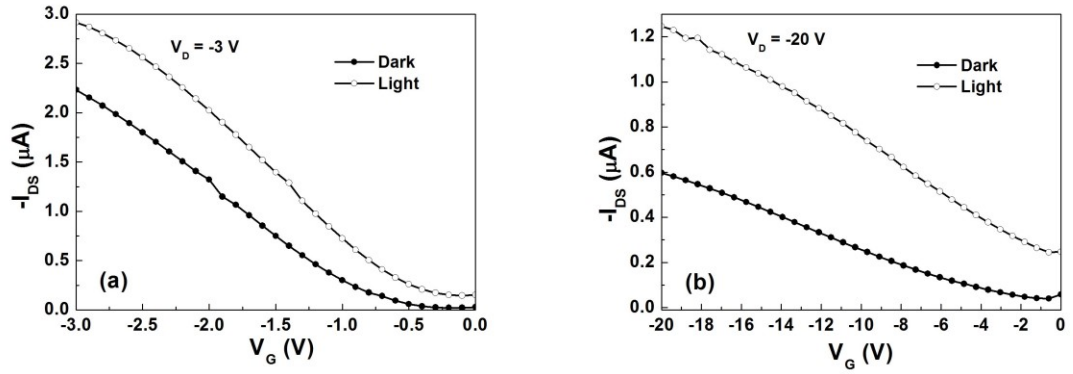 3.0
2.5
2.0
1.5
1.0
0.5
0.0
-I_DS (μA)
V_D = -3 V
Dark
Light
(a)
-3.0 -2.5 -2.0 -1.5 -1.0 -0.5 0.0
V_G (V)
1.2
1.0
0.8
0.6
0.4
0.2
0.0
-I_DS (μA)
V_D = -20 V
Dark
Light
(b)
-20 -18 -16 -14 -12 -10 -8 -6 -4 -2 0
V_G (V)